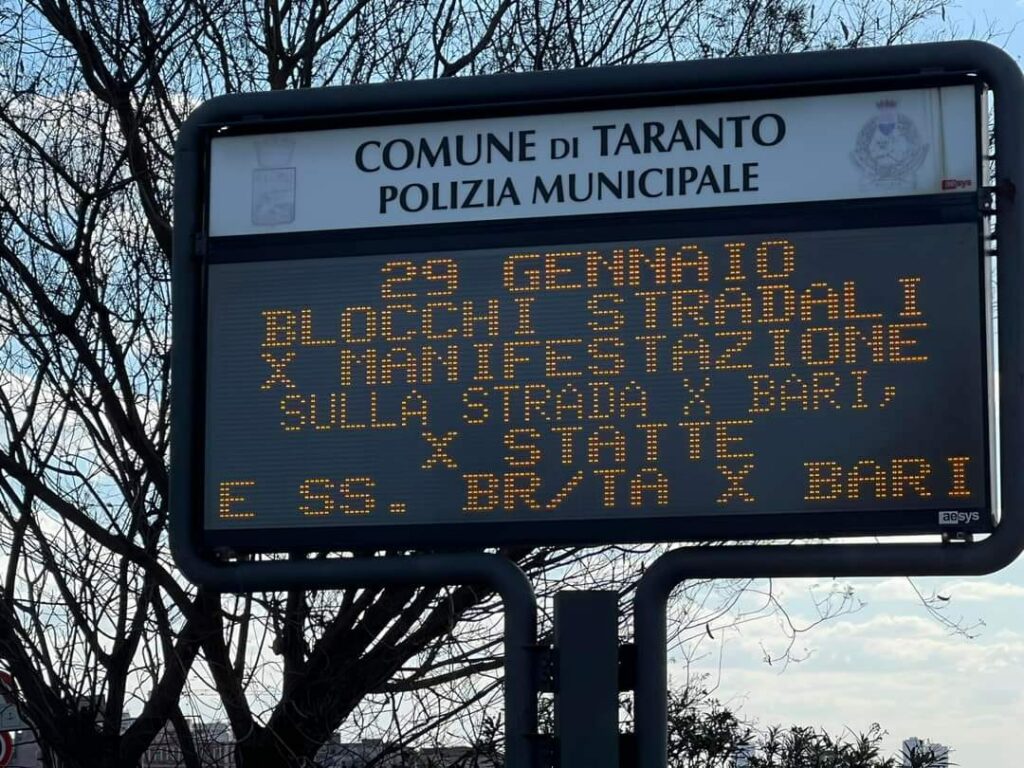 COMUNE DI TARANTO
POLIZIA MUNICIPALE
aesys
29 GENNAIO
BLOCCHI STRADALI
X MANIFESTAZIONE
SULLA STRADA X BARI,
X STATTE
E SS. BR/TA X BARI
aesys